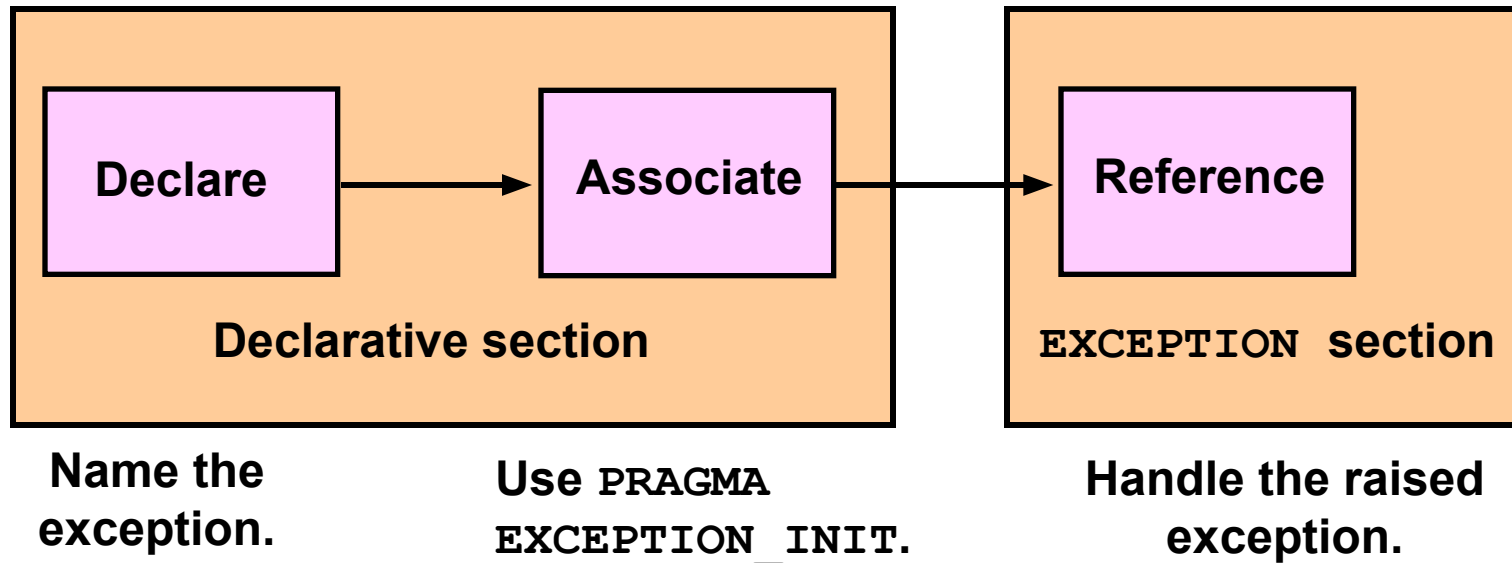 Declare
Associate
Reference
Declarative section
EXCEPTION section
Name the
exception.
Use PRAGMA
EXCEPTION_INIT.
Handle the raised
exception.